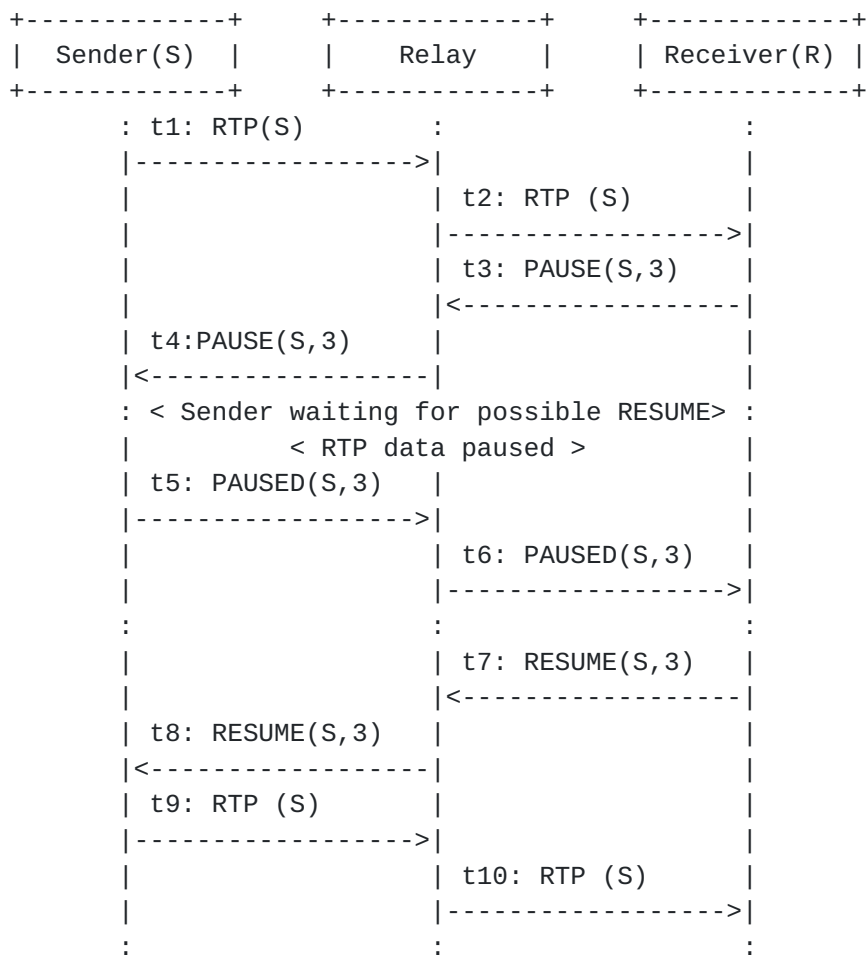 Sender(S) Relay Receiver(R)
t1: RTP(S)
t2: RTP (S)
t3: PAUSE(S,3)
t4:PAUSE(S,3)
< Sender waiting for possible RESUME>
< RTP data paused >
t5: PAUSED(S,3)
t6: PAUSED(S,3)
t7: RESUME(S,3)
t8: RESUME(S,3)
t9: RTP (S)
t10: RTP (S)